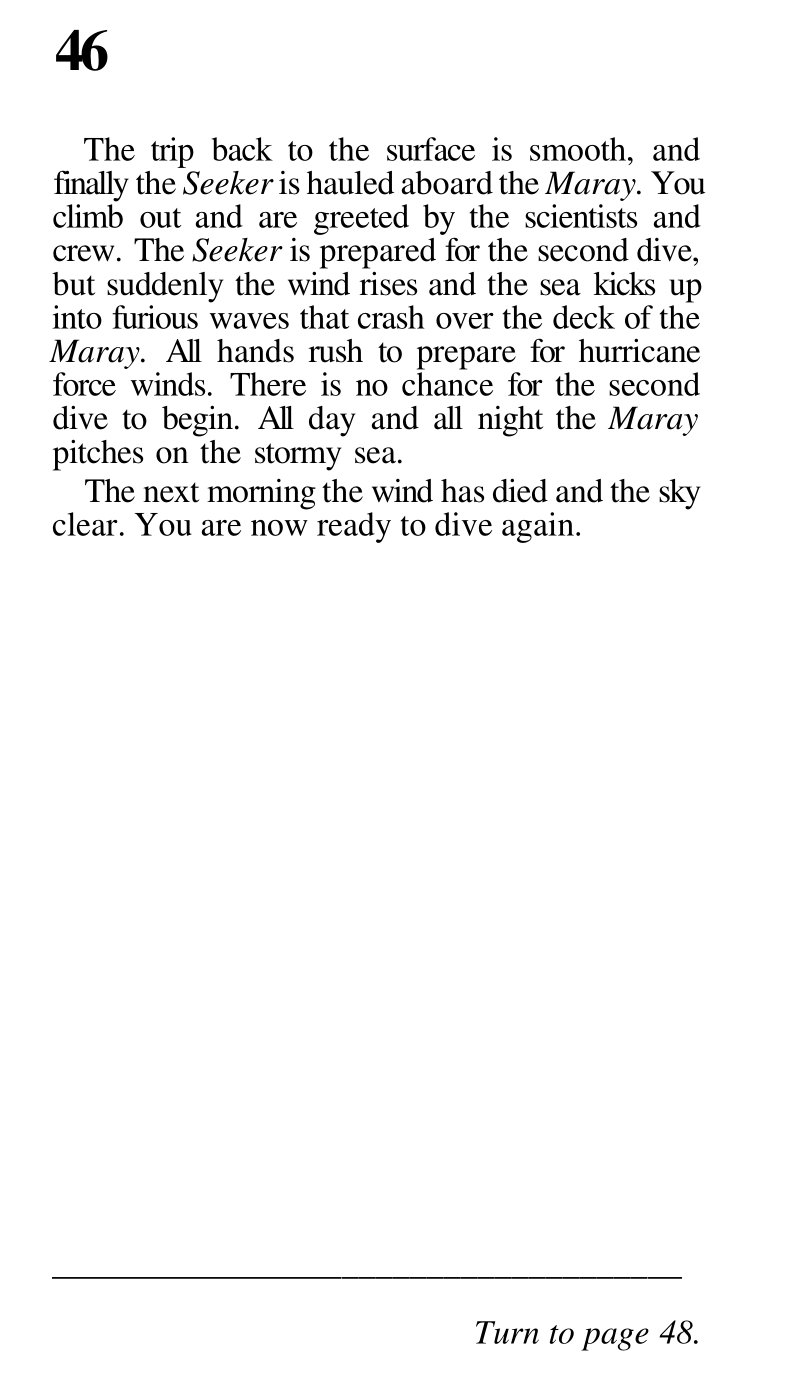 46
The trip back to the surface is smooth, and
finally the Seeker is hauled aboard the Maray. You
climb out and are greeted by the scientists and
crew. The Seeker is prepared for the second dive,
but suddenly the wind rises and the sea kicks up
into furious waves that crash over the deck of the
Maray. All hands rush to prepare for hurricane
force winds. There is no chance for the second
dive to begin. All day and all night the Maray
pitches on the stormy sea.
The next morning the wind has died and the sky
clear. You are now ready to dive again.
Turn to page 48.